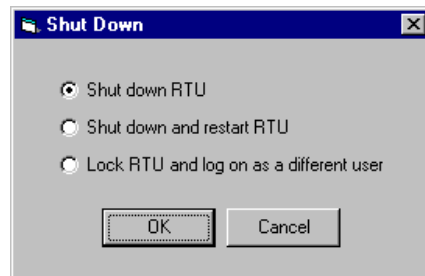 Shut Down
Shut down RTU
Shut down and restart RTU
Lock RTU and log on as a different user
OK Cancel